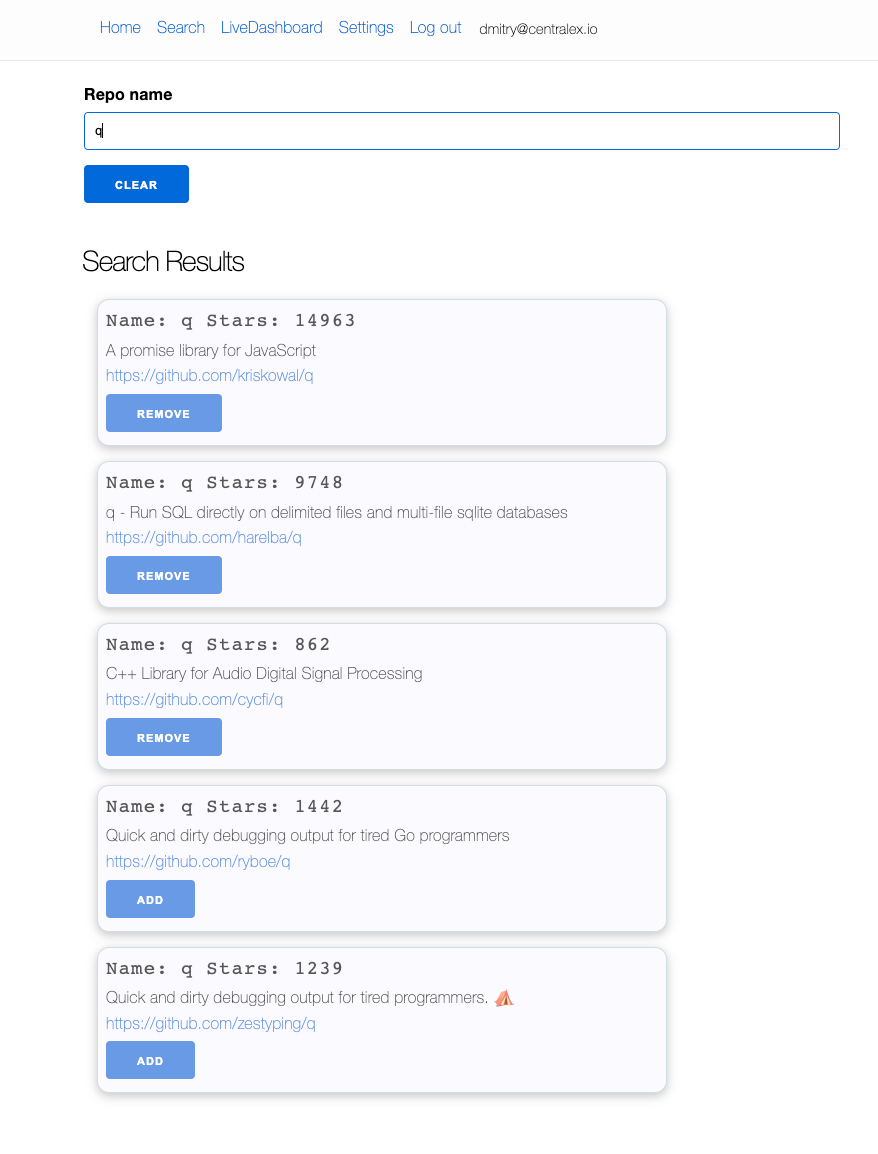 Home Search LiveDashboard Settings Log out dmitry@centralex.io
Repo name
q
CLEAR
Search Results
Name: q Stars: 14963
A promise library for JavaScript
https://github.com/kriskowal/q
REMOVE
Name: q Stars: 9748
q - Run SQL directly on delimited files and multi-file sqlite databases
https://github.com/harelba/q
REMOVE
Name: q Stars: 862
C++ Library for Audio Digital Signal Processing
https://github.com/cycfi/q
REMOVE
Name: q Stars: 1442
Quick and dirty debugging output for tired Go programmers
https://github.com/ryboe/q
ADD
Name: q Stars: 1239
Quick and dirty debugging output for tired programmers. ⛺
https://github.com/zestyping/q
ADD